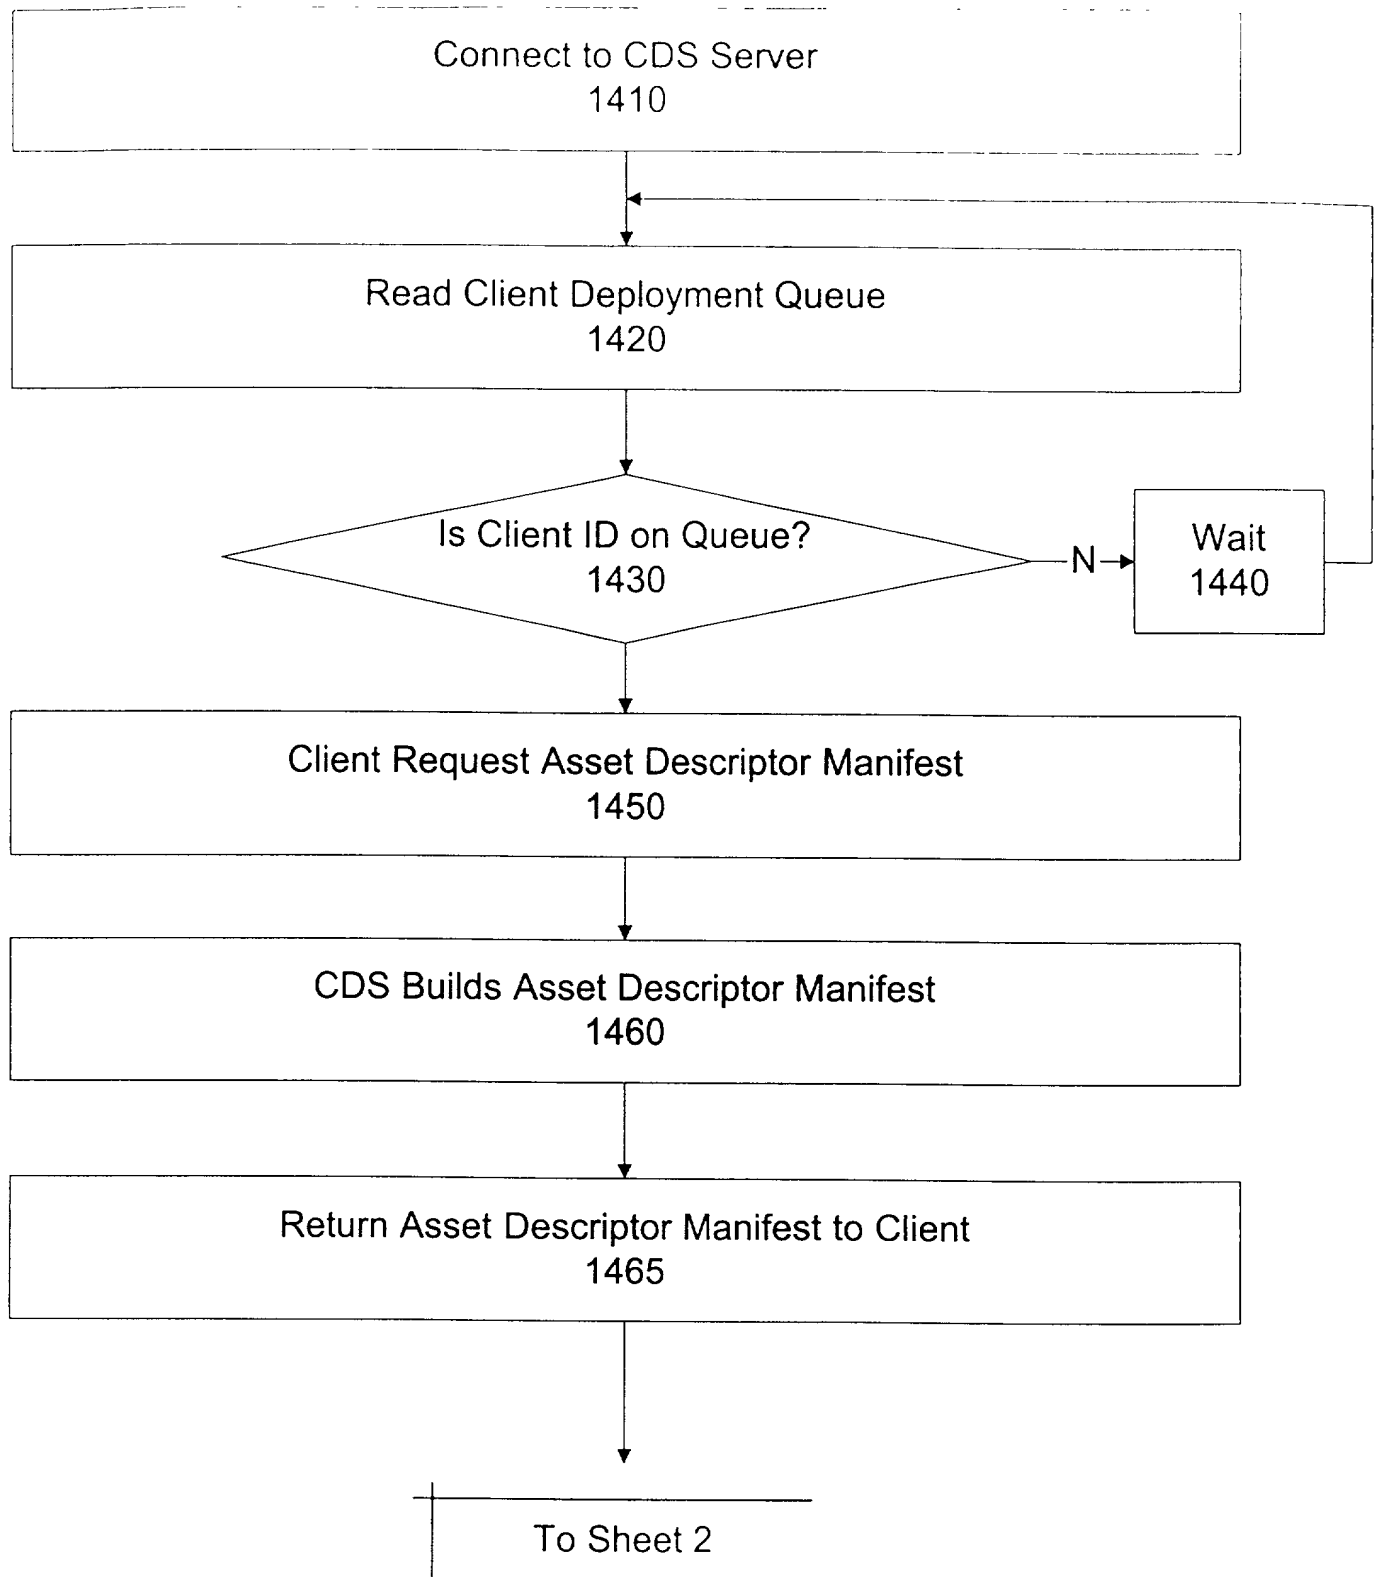 Connect to CDS Server
1410
Read Client Deployment Queue
1420
Is Client ID on Queue?
1430
N
Wait
1440
Client Request Asset Descriptor Manifest
1450
CDS Builds Asset Descriptor Manifest
1460
Return Asset Descriptor Manifest to Client
1465
To Sheet 2